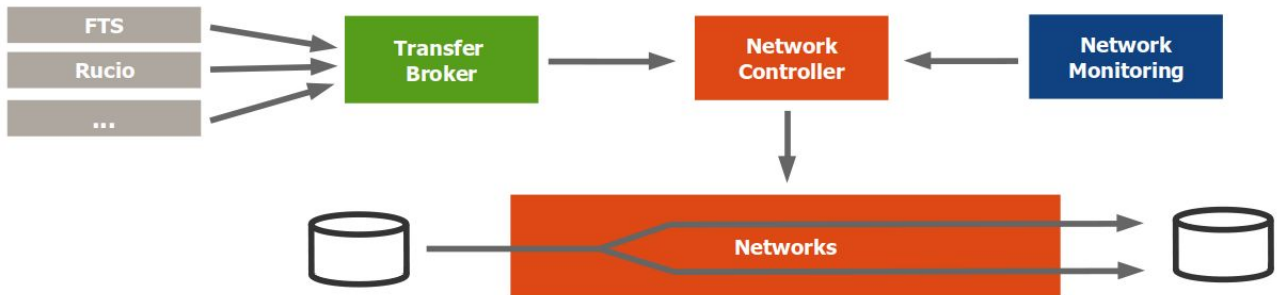 FTS
Rucio
...
Transfer
Broker
Network
Controller
Network
Monitoring
Networks